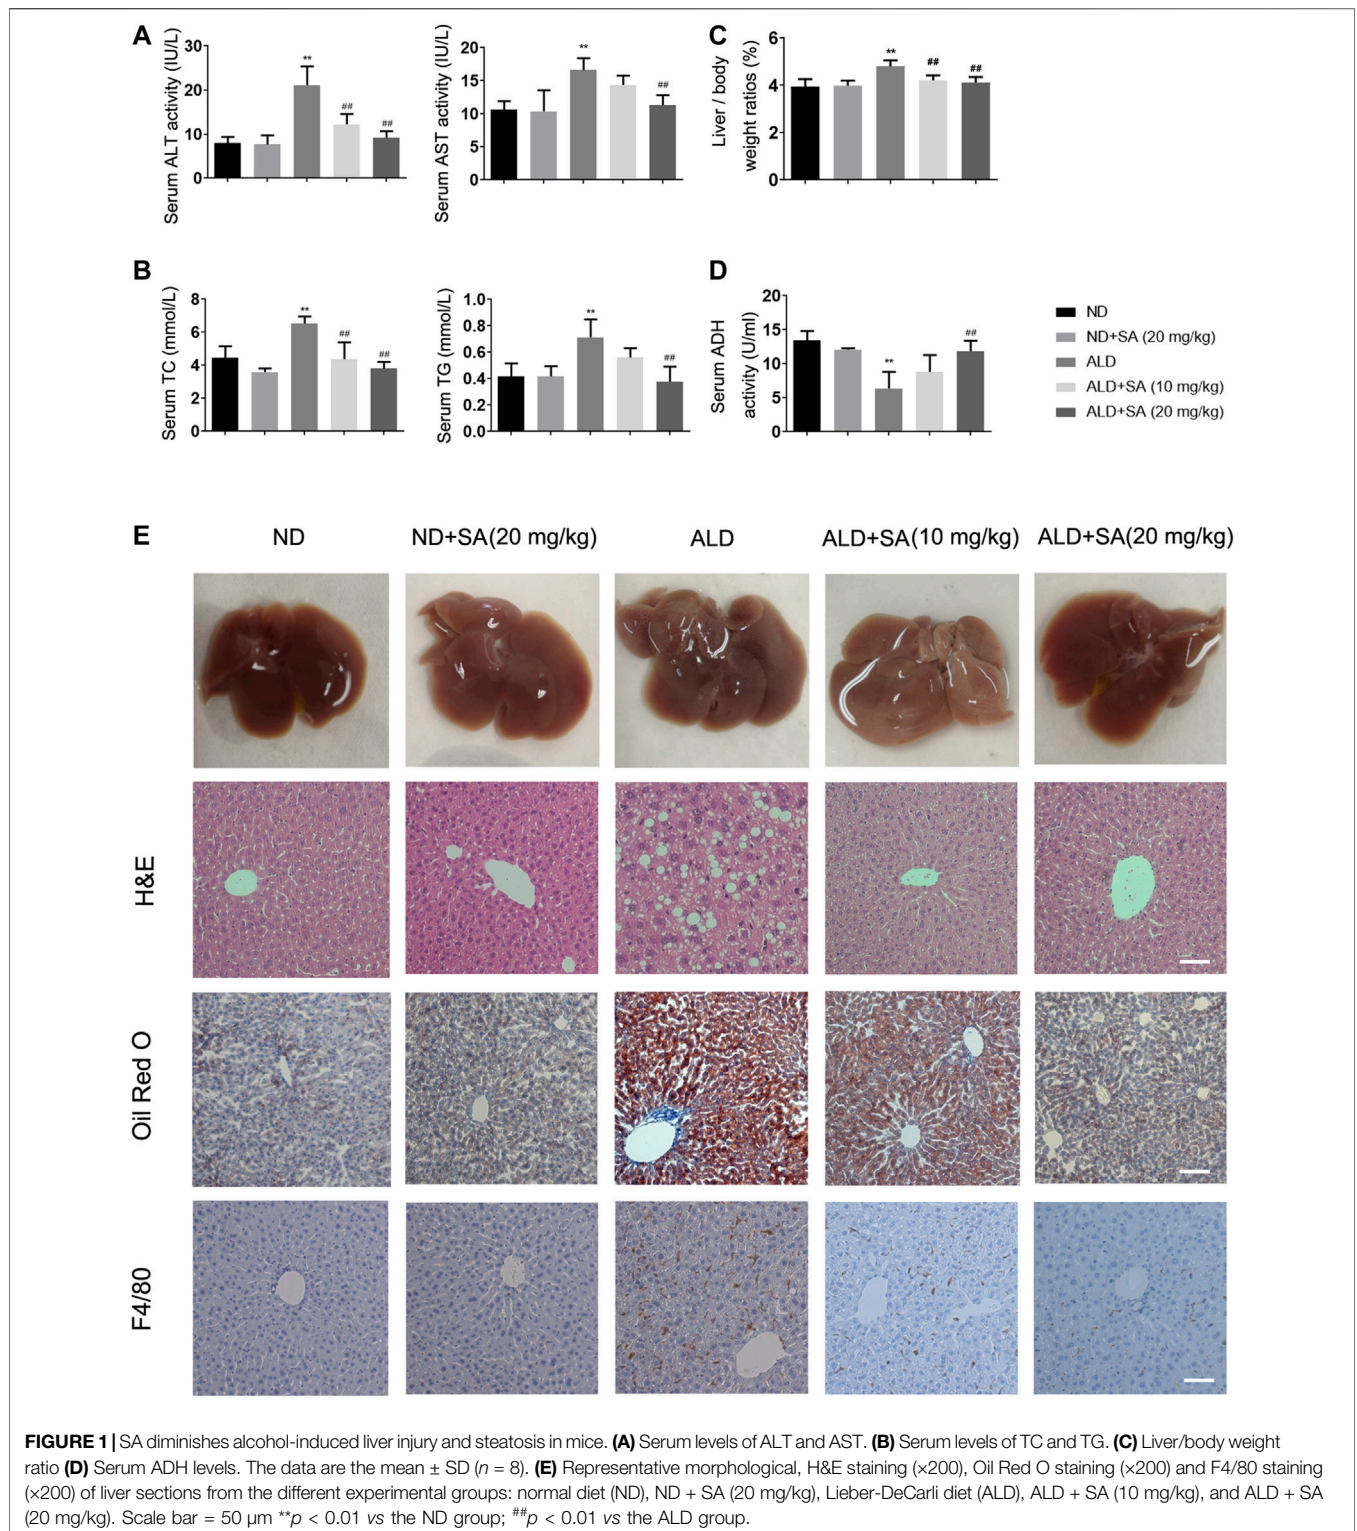 A
Serum ALT activity (IU/L)
30
20
10
0
**
##
##
Serum AST activity (IU/L)
20
15
10
5
0
**
##
C
Liver / body
weight ratios (%)
6
4
2
0
**
##
##
B
Serum TC (mmol/L)
8
6
4
2
0
**
##
##
Serum TG (mmol/L)
1.0
0.8
0.6
0.4
0.2
0.0
**
##
D
Serum ADH
activity (U/ml)
20
15
10
5
0
**
##
ND
ND+SA (20 mg/kg)
ALD
ALD+SA (10 mg/kg)
ALD+SA (20 mg/kg)
E
ND
ND+SA(20 mg/kg)
ALD
ALD+SA(10 mg/kg)
ALD+SA(20 mg/kg)
H&E
Oil Red O
F4/80
FIGURE 1 | SA diminishes alcohol-induced liver injury and steatosis in mice. (A) Serum levels of ALT and AST. (B) Serum levels of TC and TG. (C) Liver/body weight
ratio (D) Serum ADH levels. The data are the mean ± SD (n = 8). (E) Representative morphological, H&E staining (×200), Oil Red O staining (×200) and F4/80 staining
(×200) of liver sections from the different experimental groups: normal diet (ND), ND + SA (20 mg/kg), Lieber-DeCarli diet (ALD), ALD + SA (10 mg/kg), and ALD + SA
(20 mg/kg). Scale bar = 50 μm **p < 0.01 vs the ND group; ##p < 0.01 vs the ALD group.